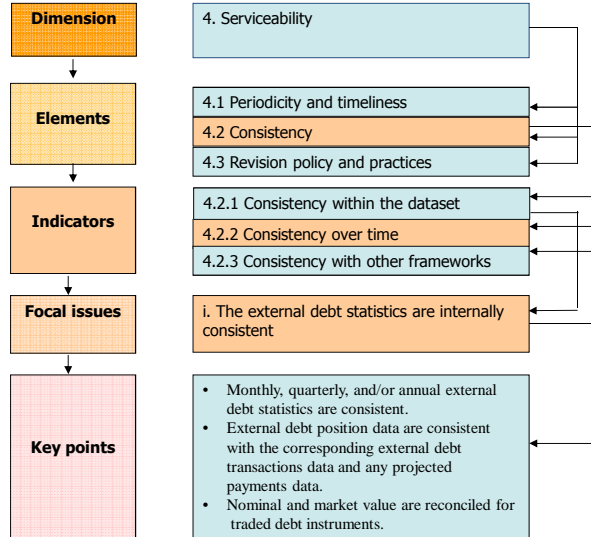 Dimension
4. Serviceability
Elements
4.1 Periodicity and timeliness
4.2 Consistency
4.3 Revision policy and practices
Indicators
4.2.1 Consistency within the dataset
4.2.2 Consistency over time
4.2.3 Consistency with other frameworks
Focal issues
i. The external debt statistics are internally
consistent
Key points
• Monthly, quarterly, and/or annual external
debt statistics are consistent.
• External debt position data are consistent
with the corresponding external debt
transactions data and any projected
payments data.
• Nominal and market value are reconciled for
traded debt instruments.